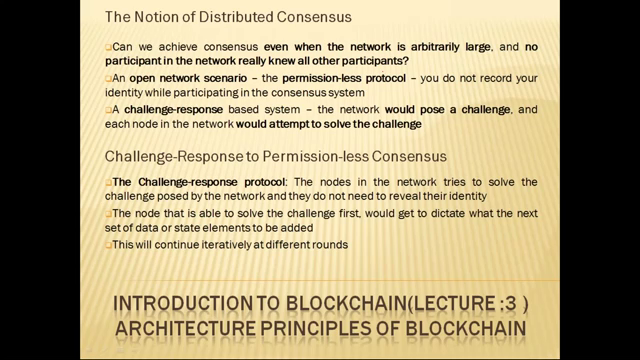 The Notion of Distributed Consensus
Can we achieve consensus even when the network is arbitrarily large, and no
participant in the network really knew all other participants?
An open network scenario – the permission-less protocol – you do not record your
identity while participating in the consensus system
A challenge-response based system – the network would pose a challenge, and
each node in the network would attempt to solve the challenge
Challenge-Response to Permission-less Consensus
The Challenge-response protocol: The nodes in the network tries to solve the
challenge posed by the network and they do not need to reveal their identity
The node that is able to solve the challenge first, would get to dictate what the next
set of data or state elements to be added
This will continue iteratively at different rounds
INTRODUCTION TO BLOCKCHAIN(LECTURE :3 )
ARCHITECTURE PRINCIPLES OF BLOCKCHAIN